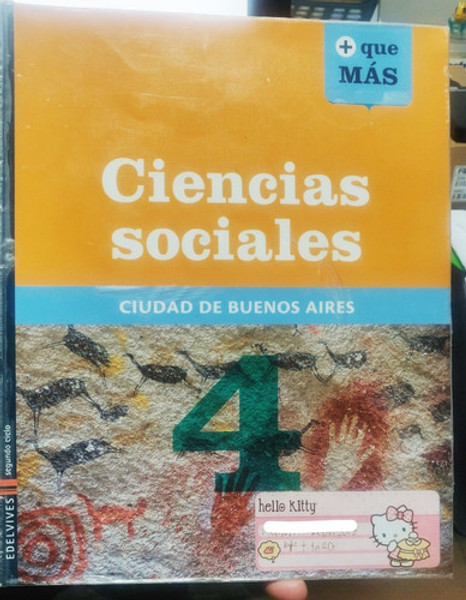 + que
MÁS
Ciencias
sociales
CIUDAD DE BUENOS AIRES
4
segundo ciclo
EDELVIVES
hello kitty